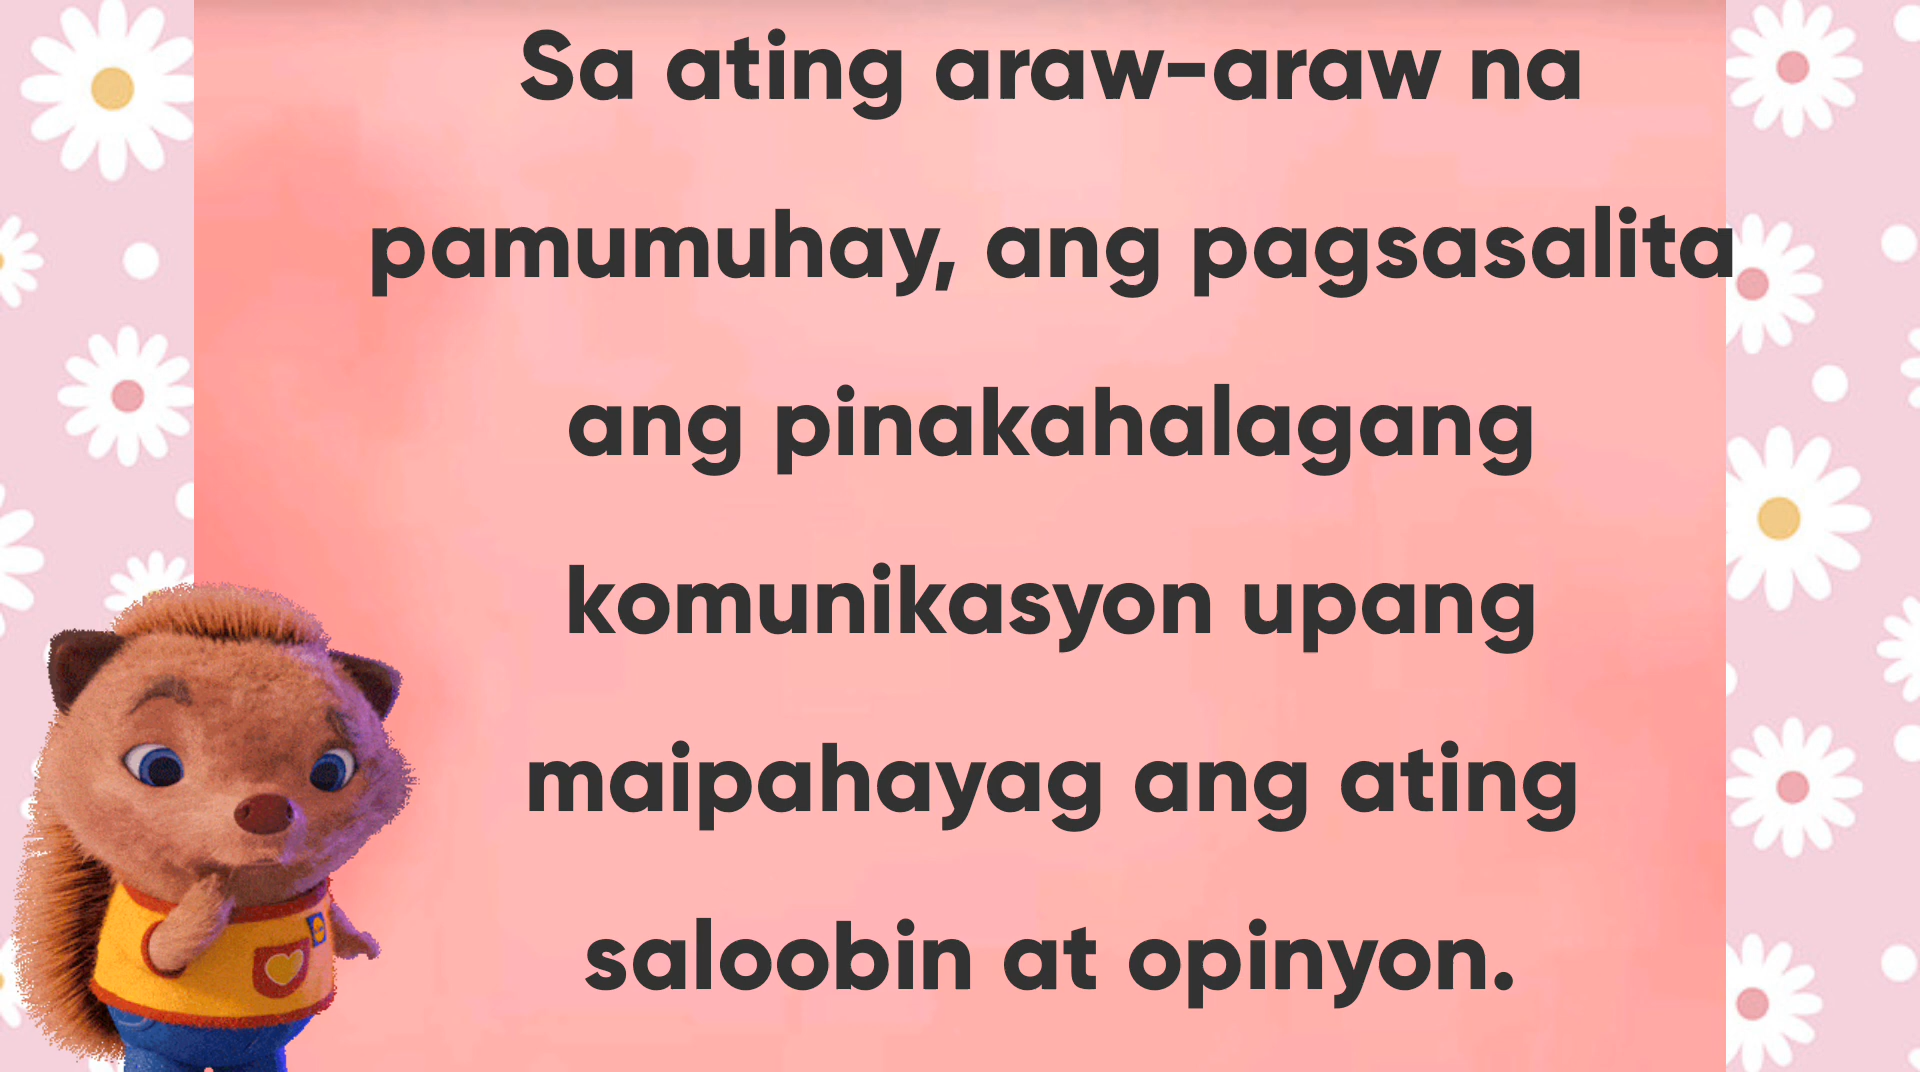 Sa ating araw-araw na
pamumuhay, ang pagsasalita
ang pinakahalagang
komunikasyon upang
maipahayag ang ating
saloobin at opinyon.